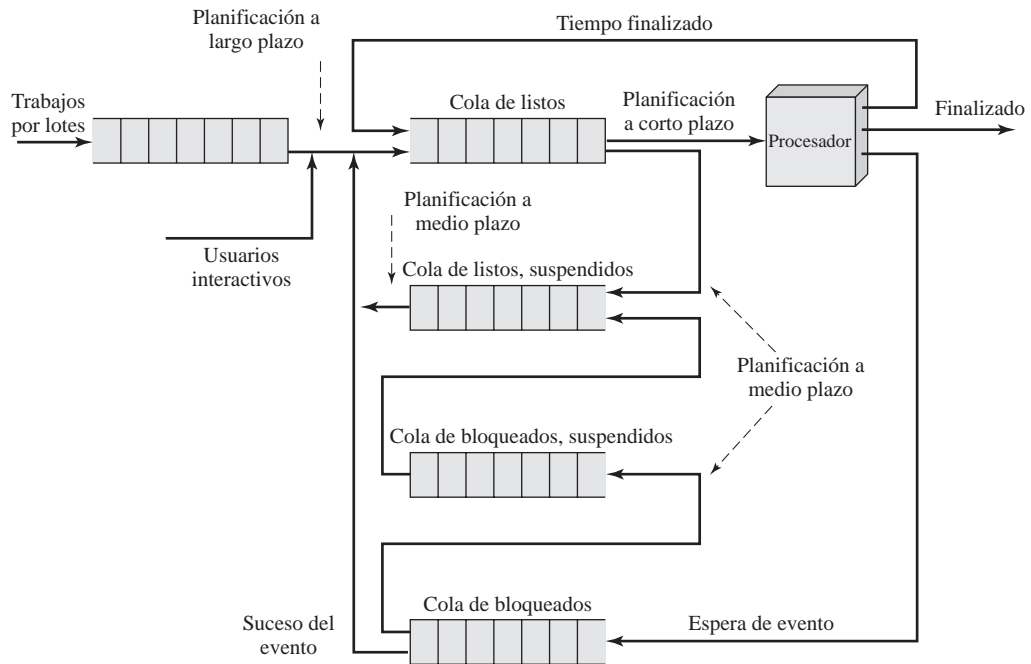 Planificación a
largo plazo
Tiempo finalizado
Trabajos
por lotes
Cola de listos
Planificación
a corto plazo
Procesador
Finalizado
Planificación a
medio plazo
Usuarios
interactivos
Cola de listos, suspendidos
Planificación a
medio plazo
Cola de bloqueados, suspendidos
Cola de bloqueados
Suceso del
evento
Espera de evento